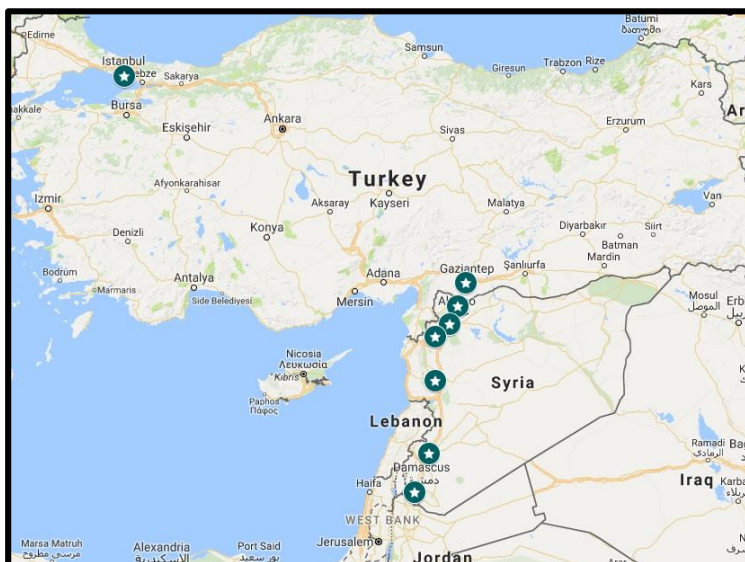 Edirne
Istanbul
Sakarya
Bursa
Eskişehir
Ankara
Samsun
Giresun
Trabzon
Rize
Batumi
ბათუმი
Kars
Erzurum
Sivas
Turkey
Kayseri
Aksaray
Afyonkarahisar
Izmir
Denizli
Konya
Malatya
Van
Diyarbakır
Siirt
Batman
Mardin
Bodrum
Marmaris
Antalya
Side Belediyesi
Mersin
Adana
Gaziantep
Şanlıurfa
Mosul
الموصل
Nicosia
Λευκωσία
Kıbrıs
Paphos
Πάφος
Syria
Lebanon
Damascus
دمشق
Haifa
WEST BANK
Jerusalem
Jordan
Ramadi
الرمادي
Iraq
Marsa Matruh
مرسى مطروح
Alexandria
الإسكندرية
Port Said
بور سعيد